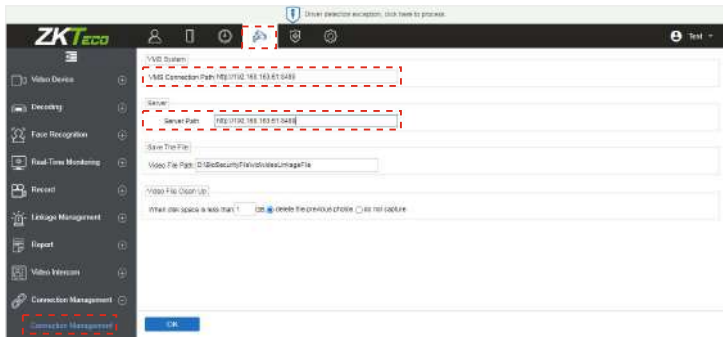 Driver detection exception, click here to process
ZKTeco
Test
Video Device
Decoding
Face Recognition
Real-Time Monitoring
Record
Linkage Management
Report
Video Intercom
Connection Management
Connection Management
VMS System
VMS Connection Path http://192.168.163.61:8488
Server
Server Path http://192.168.163.61:8488
Save The File
Video File Path D:\BioSecurityFile\vid\videoLinkageFile
Video File Clean Up
When disk space is less than 1 GB delete the previous photos do not capture
OK